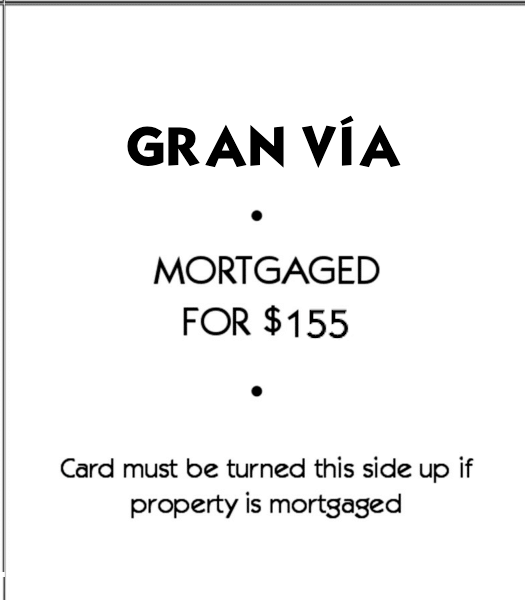 GRAN VÍA
•
MORTGAGED
FOR $155
•
Card must be turned this side up if
property is mortgaged